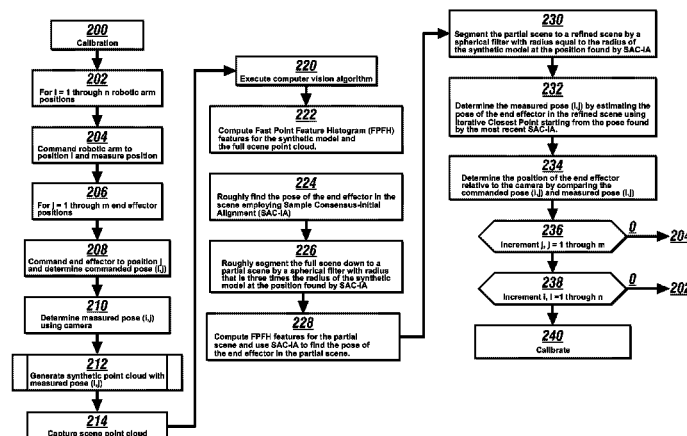 200
Calibration
202
For i = 1 through n robotic arm
positions
204
Command robotic arm to
position i and measure position
206
For j = 1 through m end effector
positions
208
Command end effector to position j
and determine commanded pose (i,j)
210
Determine measured pose (i,j)
using camera
212
Generate synthetic point cloud with
measured pose (i,j)
214
Capture scene point cloud
220
Execute computer vision algorithm
222
Compute Fast Point Feature Histogram (FPFH)
features for the synthetic model and
the full scene point cloud.
224
Roughly find the pose of the end effector in the
scene employing Sample Consensus-Initial
Alignment (SAC-IA)
226
Roughly segment the full scene down to a
partial scene by a spherical filter with radius
that is three times the radius of the
synthetic model at the position found by SAC-IA
228
Compute FPFH features for the partial
scene and use SAC-IA to find the pose of
the end effector in the partial scene.
230
Segment the partial scene to a refined scene by a
spherical filter with radius equal to the radius of
the synthetic model at the position found by SAC-IA
232
Determine the measured pose (i,j) by estimating the
pose of the end effector in the refined scene using
Iterative Closest Point starting from the pose found
by the most recent SAC-IA.
234
Determine the position of the end effector
relative to the camera by comparing the
commanded pose (i,j) and measured pose (i,j)
236
Increment j, j = 1 through m
0
204
238
Increment i, i =1 through n
0
202
240
Calibrate